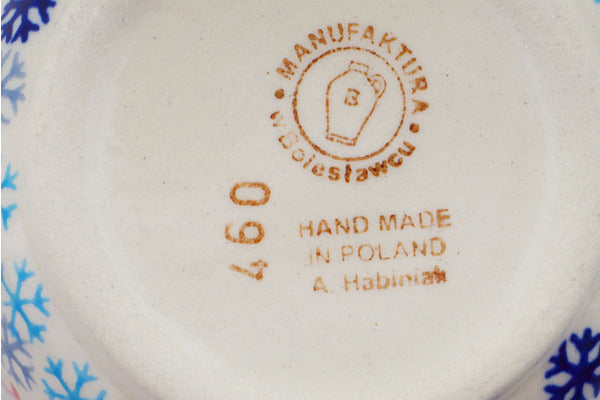 • MANUFAKTURA •
w Bolesławcu
B
460
HAND MADE
IN POLAND
A. Habiniak